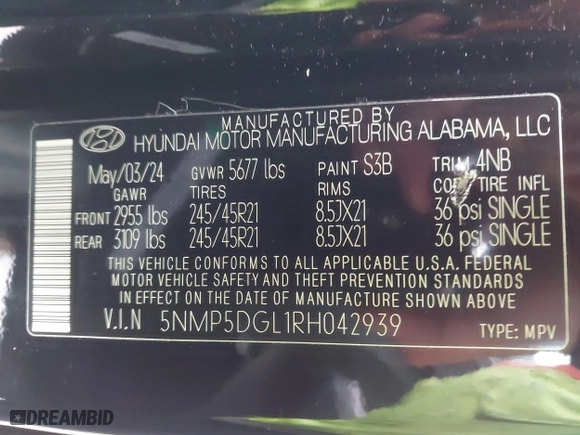 MANUFACTURED BY
HYUNDAI MOTOR MANUFACTURING ALABAMA, LLC
May/03/24 GVWR 5677 lbs PAINT S3B TRIM 4NB
GAWR TIRES RIMS TIRE INFL
FRONT 2955 lbs 245/45R21 8.5JX21 36 psi SINGLE
REAR 3109 lbs 245/45R21 8.5JX21 36 psi SINGLE
THIS VEHICLE CONFORMS TO ALL APPLICABLE U.S.A. FEDERAL
MOTOR VEHICLE SAFETY AND THEFT PREVENTION STANDARDS
IN EFFECT ON THE DATE OF MANUFACTURE SHOWN ABOVE
V.I.N 5NMP5DGL1RH042939 TYPE: MPV
DREAMBID